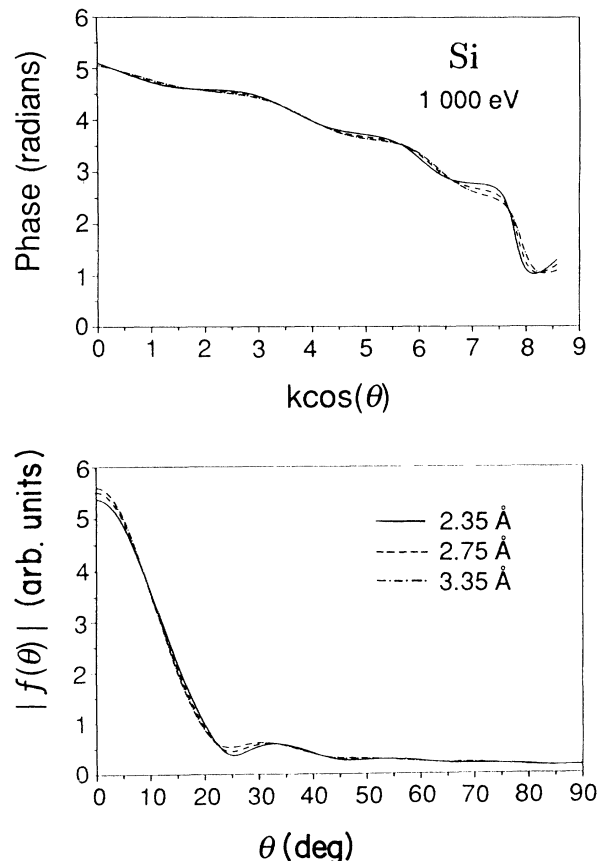 6
5
4
3
2
1
0
Phase (radians)
Si
1 000 eV
0 1 2 3 4 5 6 7 8 9
kcos(θ)
6
5
4
3
2
1
0
|f(θ)| (arb. units)
2.35 Å
2.75 Å
3.35 Å
0 10 20 30 40 50 60 70 80 90
θ (deg)